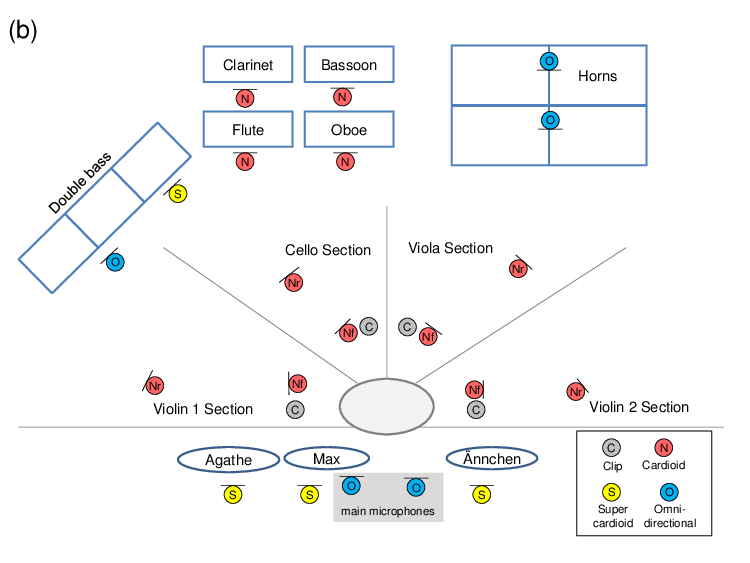 (b)
Clarinet
Bassoon
O
Horns
N
N
Flute
Oboe
O
N
N
Double bass
S
O
Cello Section
Viola Section
Nr
Nr
Nf
C
C
Nf
Nr
Nf
Nf
Nr
C
C
Violin 1 Section
Violin 2 Section
Agathe
Max
Ännchen
S
S
O
O
S
main microphones
C
N
Clip
Cardioid
S
O
Super
cardioid
Omni-
directional